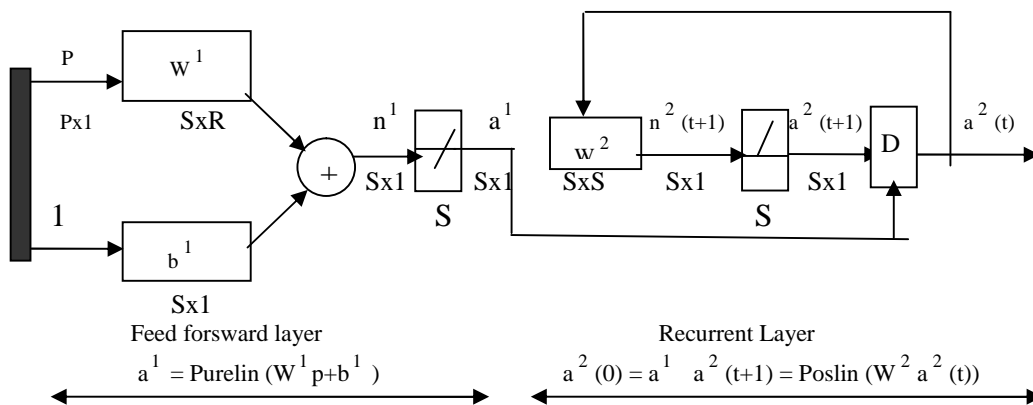 P
W 1
Px1
SxR
n 1
a 1
+
Sx1
Sx1
S
1
b 1
Sx1
w 2
SxS
n 2 (t+1)
Sx1
a 2 (t+1)
Sx1
S
D
a 2 (t)
Feed forsward layer
Recurrent Layer
a 1 = Purelin (W 1 p+b 1 )
a 2 (0) = a 1 a 2 (t+1) = Poslin (W 2 a 2 (t))